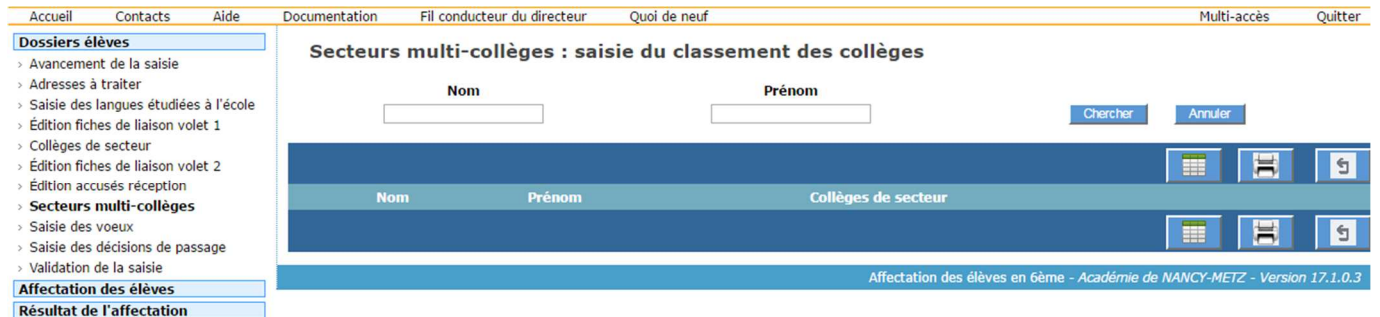 Accueil Contacts Aide Documentation Fil conducteur du directeur Quoi de neuf Multi-accès Quitter
Dossiers élèves
› Avancement de la saisie
› Adresses à traiter
› Saisie des langues étudiées à l'école
› Édition fiches de liaison volet 1
› Collèges de secteur
› Édition fiches de liaison volet 2
› Édition accusés réception
› Secteurs multi-collèges
› Saisie des voeux
› Saisie des décisions de passage
› Validation de la saisie
Affectation des élèves
Résultat de l'affectation
Secteurs multi-collèges : saisie du classement des collèges
Nom Prénom
Chercher Annuler
Nom Prénom Collèges de secteur
Affectation des élèves en 6ème - Académie de NANCY-METZ - Version 17.1.0.3